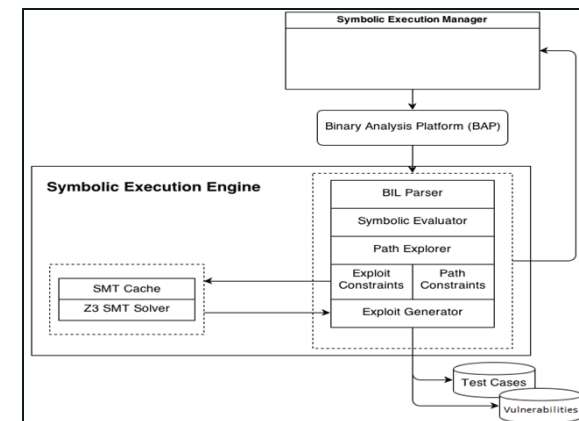 Symbolic Execution Manager
Binary Analysis Platform (BAP)
Symbolic Execution Engine
BIL Parser
Symbolic Evaluator
Path Explorer
Exploit
Constraints
Path
Constraints
Exploit Generator
SMT Cache
Z3 SMT Solver
Test Cases
Vulnerabilities